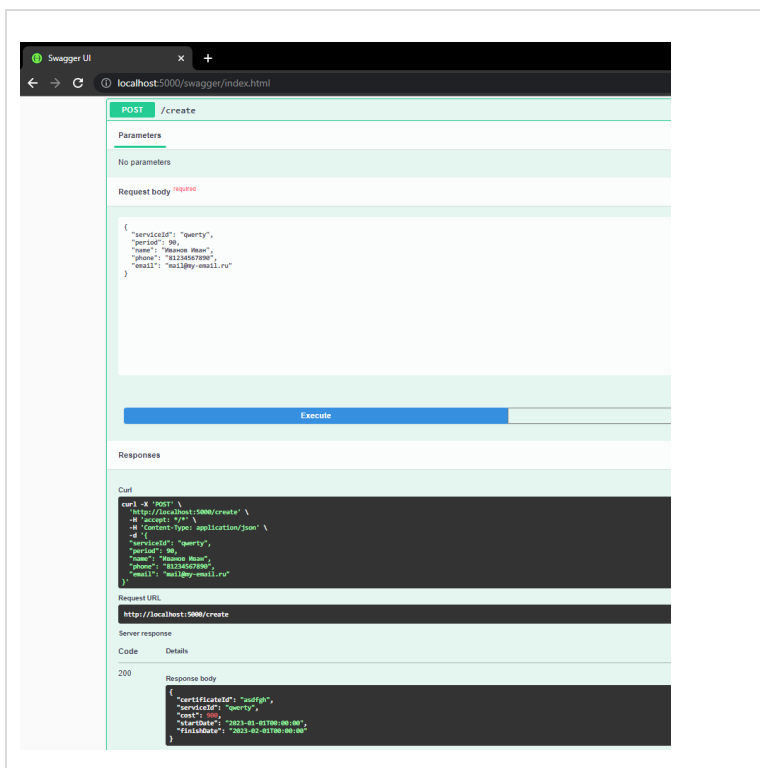 Swagger UI
localhost:5000/swagger/index.html
POST /create
Parameters
No parameters
Request body required
{
"serviceId": "qwerty",
"period": 90,
"name": "Иванов Иван",
"phone": "81234567890",
"email": "mail@my-email.ru"
}
Execute
Responses
Curl
curl -X 'POST' \
'http://localhost:5000/create' \
-H 'accept: */*' \
-H 'Content-Type: application/json' \
-d '{
"serviceId": "qwerty",
"period": 90,
"name": "Иванов Иван",
"phone": "81234567890",
"email": "mail@my-email.ru"
}'
Request URL
http://localhost:5000/create
Server response
Code Details
200
Response body
{
"certificateId": "asdfgh",
"serviceId": "qwerty",
"cost": 900,
"startDate": "2023-01-01T00:00:00",
"finishDate": "2023-02-01T00:00:00"
}